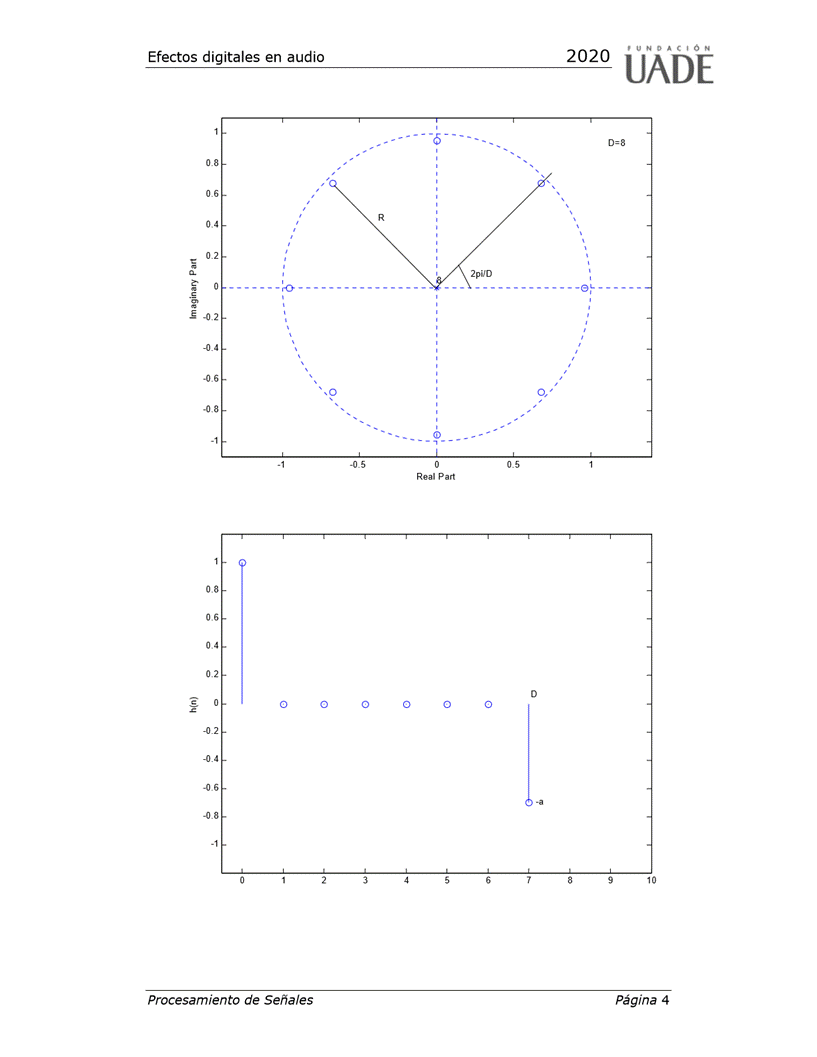 Efectos digitales en audio 2020 FUNDACIÓN UADE
D=8
1
0.8
0.6
0.4
0.2
0
-0.2
-0.4
-0.6
-0.8
-1
Imaginary Part
R
8
2pi/D
-1 -0.5 0 0.5 1
Real Part
1
0.8
0.6
0.4
0.2
0
-0.2
-0.4
-0.6
-0.8
-1
h(n)
D
-a
0 1 2 3 4 5 6 7 8 9 10
Procesamiento de Señales Página 4